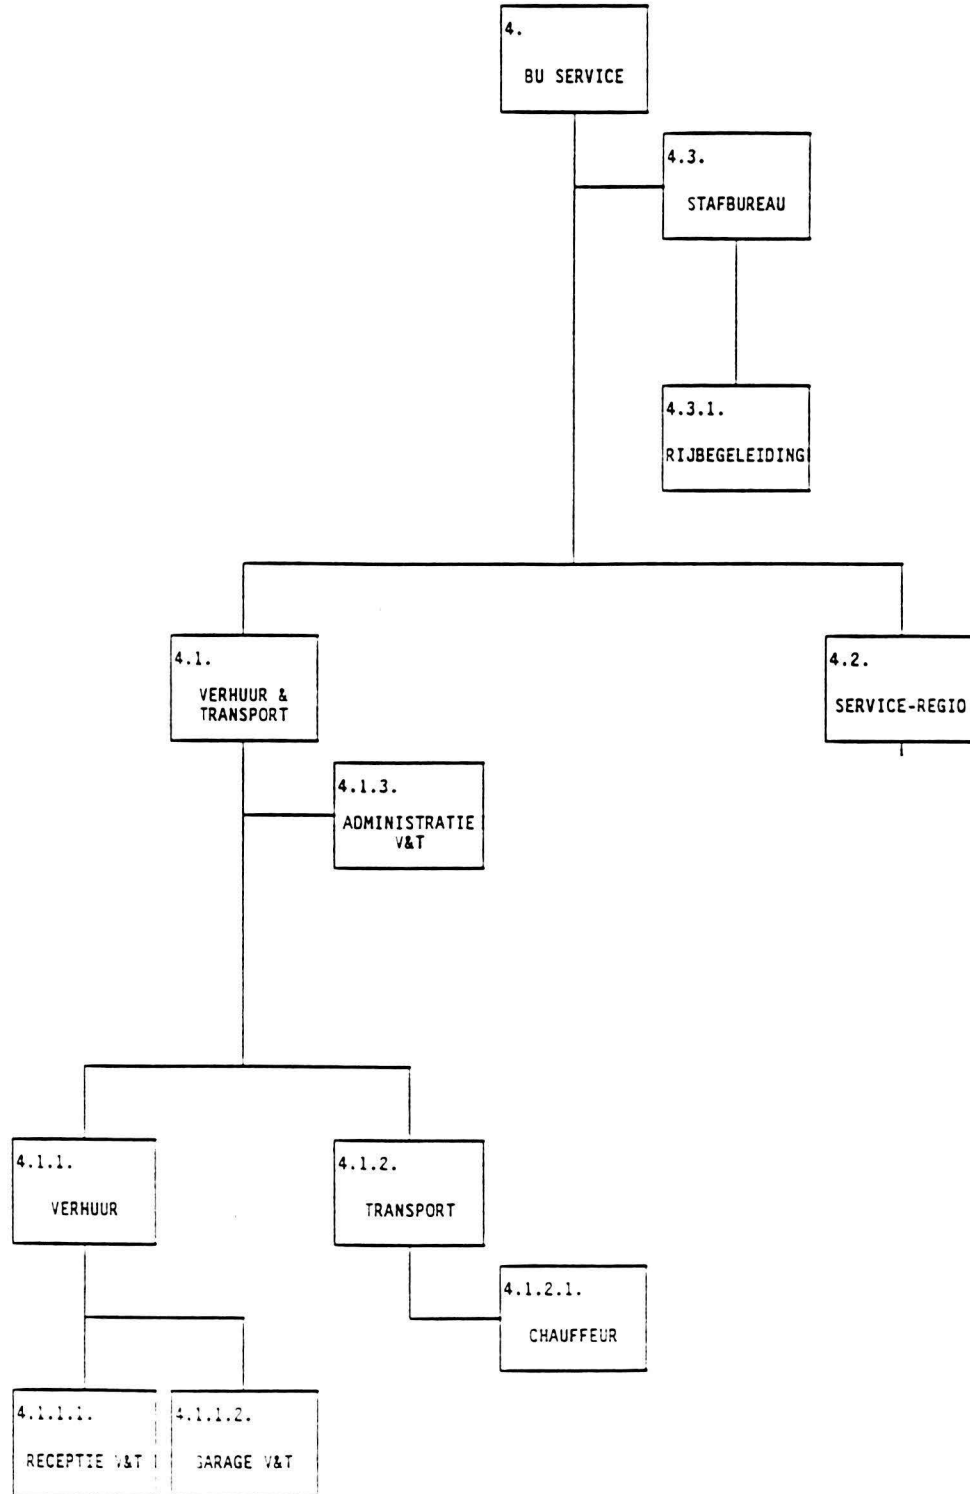 4.
BU SERVICE
4.3.
STAFBUREAU
4.3.1.
RIJBEGELEIDING
4.1.
VERHUUR &
TRANSPORT
4.2.
SERVICE-REGIO
4.1.3.
ADMINISTRATIE
V&T
4.1.1.
VERHUUR
4.1.2.
TRANSPORT
4.1.2.1.
CHAUFFEUR
4.1.1.1.
RECEPTIE V&T
4.1.1.2.
GARAGE V&T